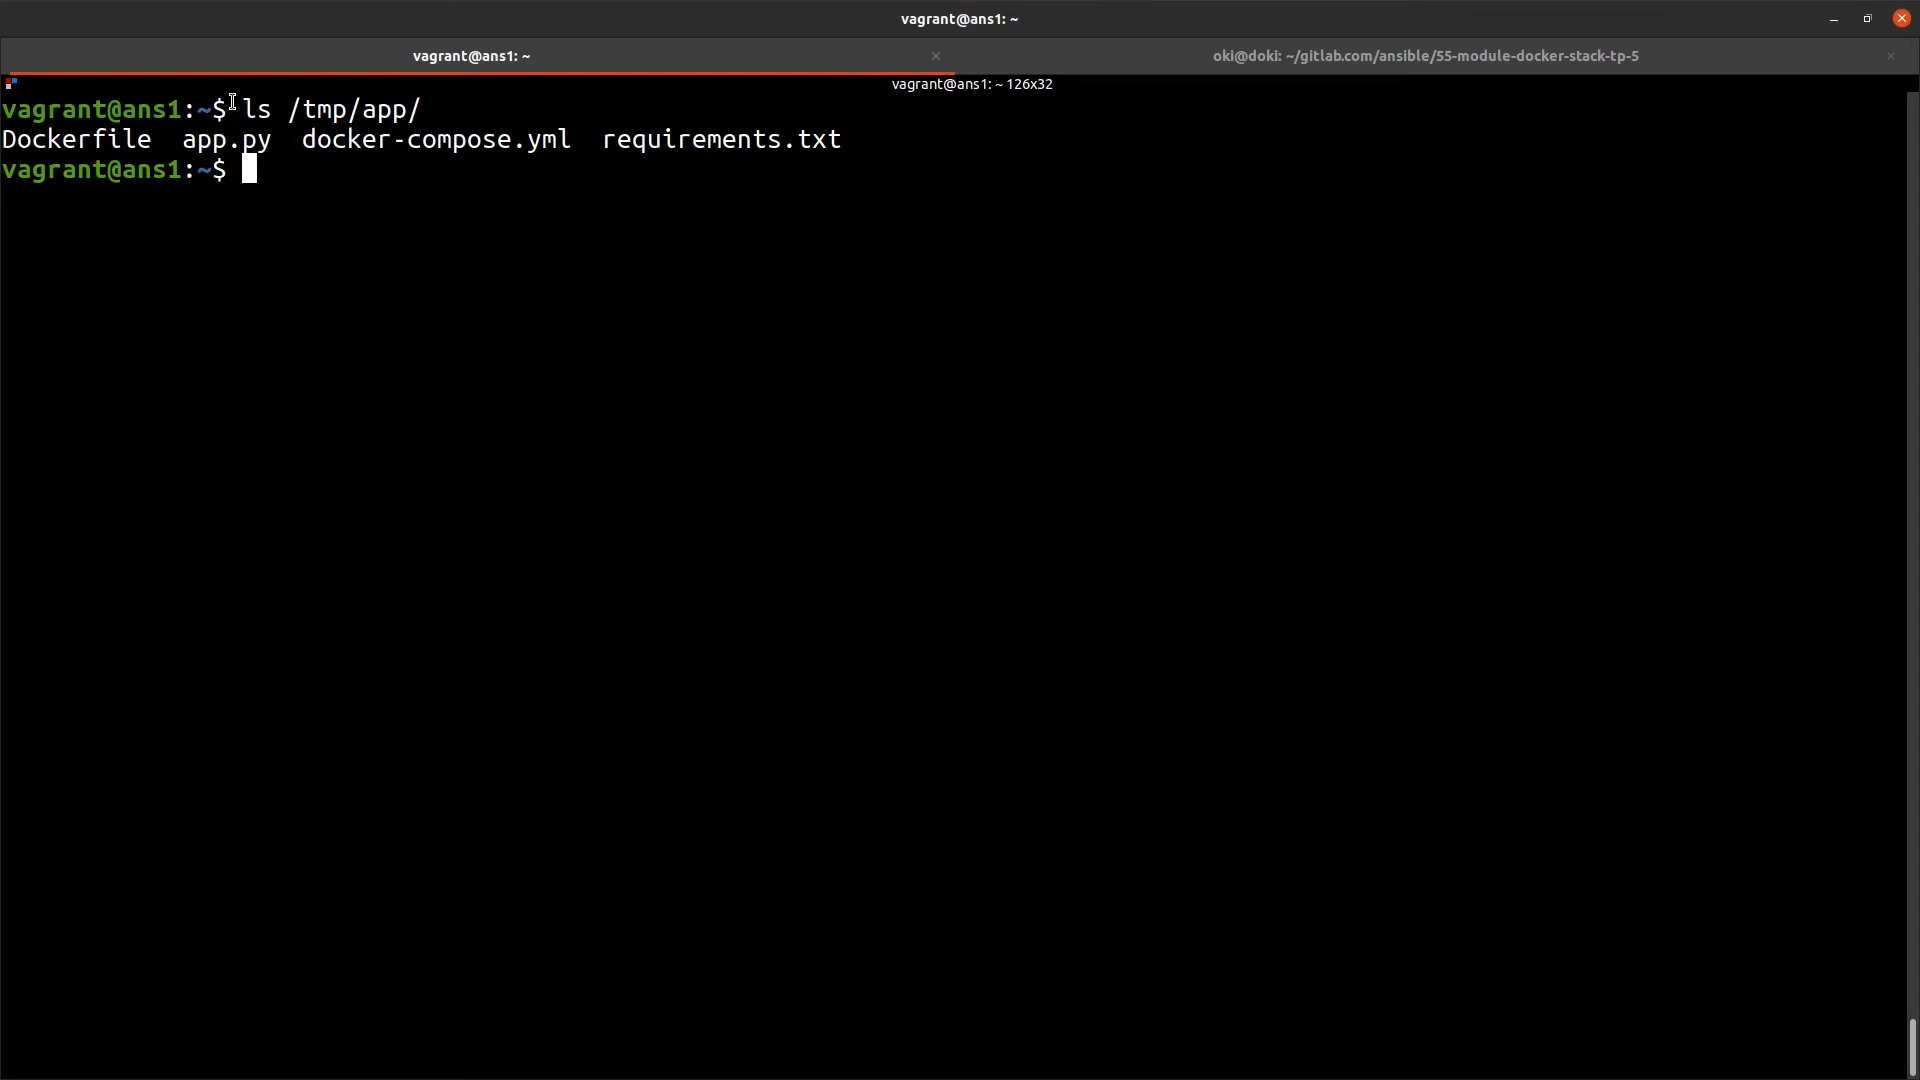 vagrant@ans1: ~
vagrant@ans1: ~ × oki@doki: ~/gitlab.com/ansible/55-module-docker-stack-tp-5 ×
vagrant@ans1: ~ 126x32
vagrant@ans1:~$ ls /tmp/app/
Dockerfile  app.py  docker-compose.yml  requirements.txt
vagrant@ans1:~$